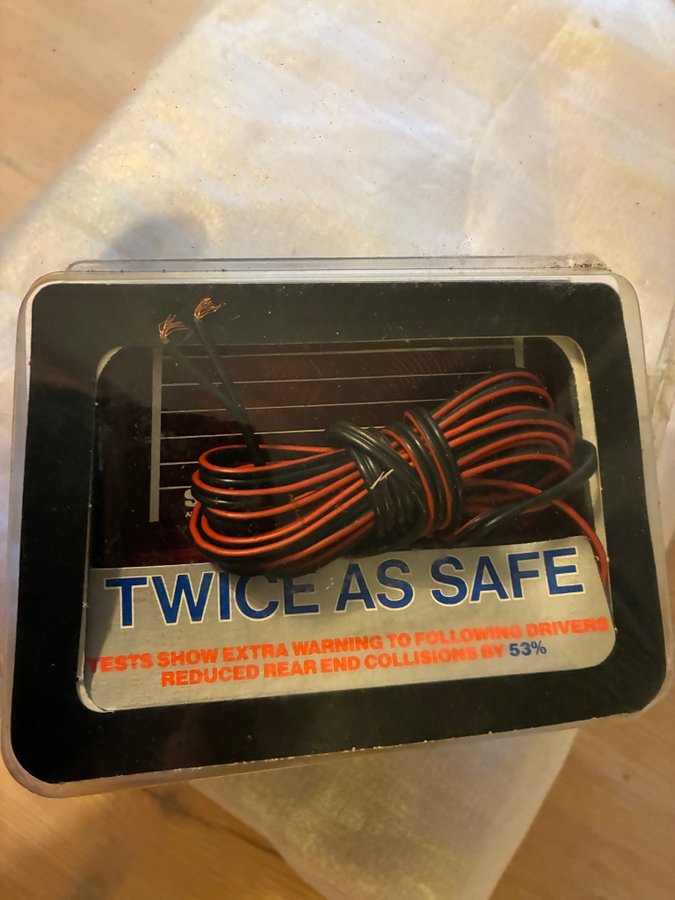 TWICE AS SAFE
TESTS SHOW EXTRA WARNING TO FOLLOWING DRIVERS
REDUCED REAR END COLLISIONS BY 53%